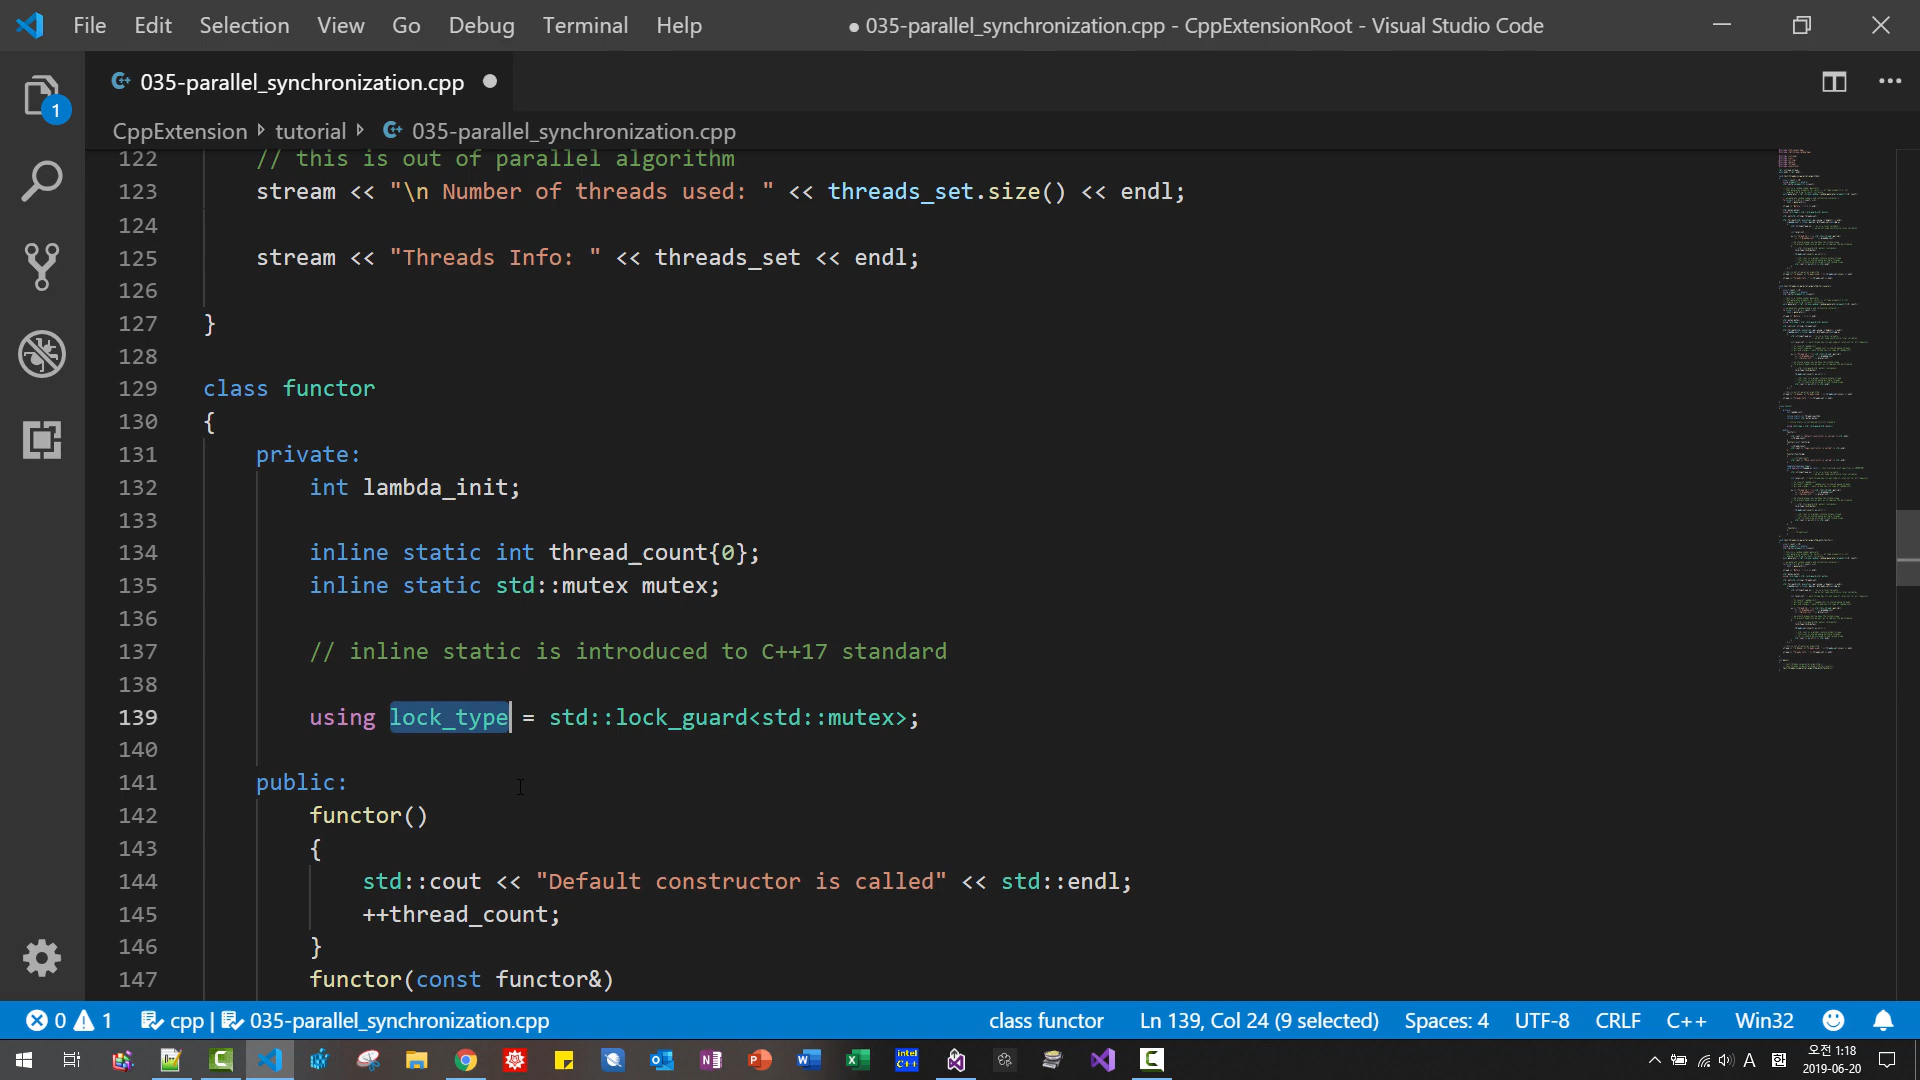 File Edit Selection View Go Debug Terminal Help
● 035-parallel_synchronization.cpp - CppExtensionRoot - Visual Studio Code
035-parallel_synchronization.cpp
CppExtension tutorial 035-parallel_synchronization.cpp
1
122 // this is out of parallel algorithm
123 stream << "\n Number of threads used: " << threads_set.size() << endl;
124
125 stream << "Threads Info: " << threads_set << endl;
126
127 }
128
129 class functor
130 {
131 private:
132 int lambda_init;
133
134 inline static int thread_count{0};
135 inline static std::mutex mutex;
136
137 // inline static is introduced to C++17 standard
138
139 using lock_type = std::lock_guard<std::mutex>;
140
141 public:
142 functor()
143 {
144 std::cout << "Default constructor is called" << std::endl;
145 ++thread_count;
146 }
147 functor(const functor&)
0 1 cpp | 035-parallel_synchronization.cpp class functor Ln 139, Col 24 (9 selected) Spaces: 4 UTF-8 CRLF C++ Win32
intel C++
A
오전 1:18
2019-06-20